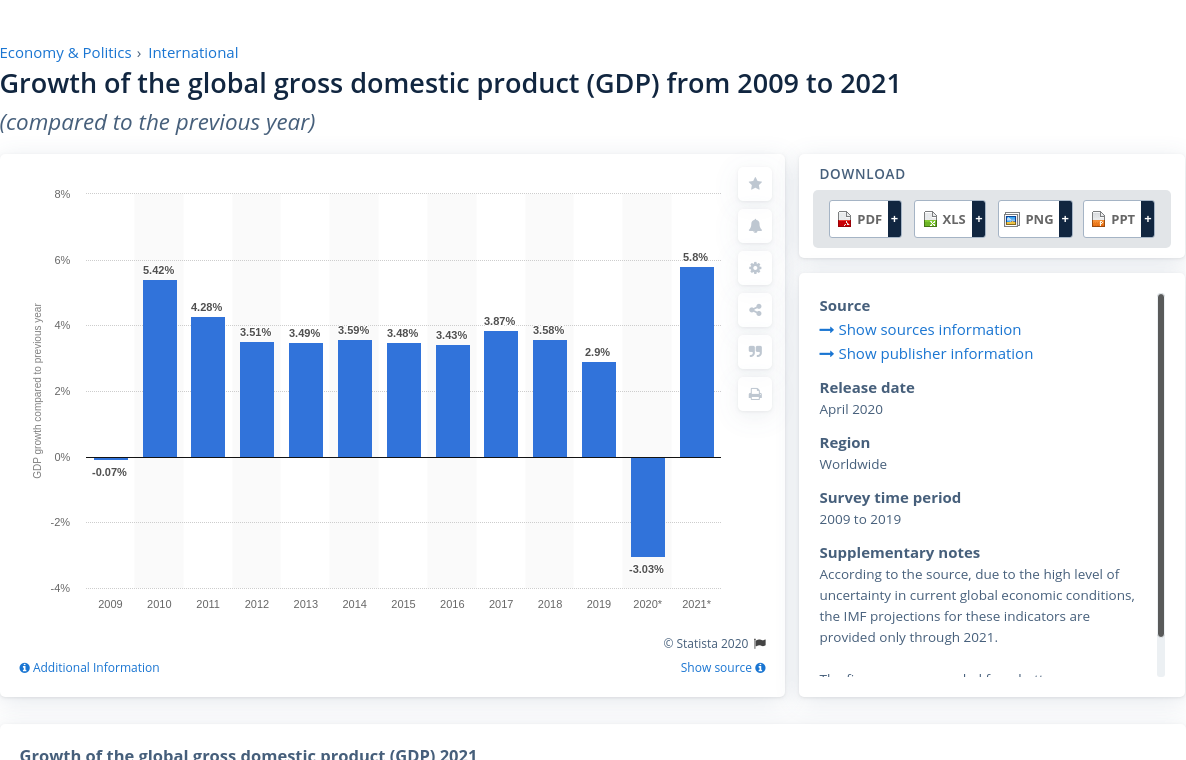 Economy & Politics › International
Growth of the global gross domestic product (GDP) from 2009 to 2021
(compared to the previous year)
8%
6%
4%
2%
0%
-2%
-4%
GDP growth compared to previous year
-0.07%
5.42%
4.28%
3.51%
3.49%
3.59%
3.48%
3.43%
3.87%
3.58%
2.9%
-3.03%
5.8%
2009 2010 2011 2012 2013 2014 2015 2016 2017 2018 2019 2020* 2021*
© Statista 2020
Additional Information
Show source
DOWNLOAD
PDF + XLS + PNG + PPT +
Source
Show sources information
Show publisher information
Release date
April 2020
Region
Worldwide
Survey time period
2009 to 2019
Supplementary notes
According to the source, due to the high level of
uncertainty in current global economic conditions,
the IMF projections for these indicators are
provided only through 2021.
Growth of the global gross domestic product (GDP) 2021